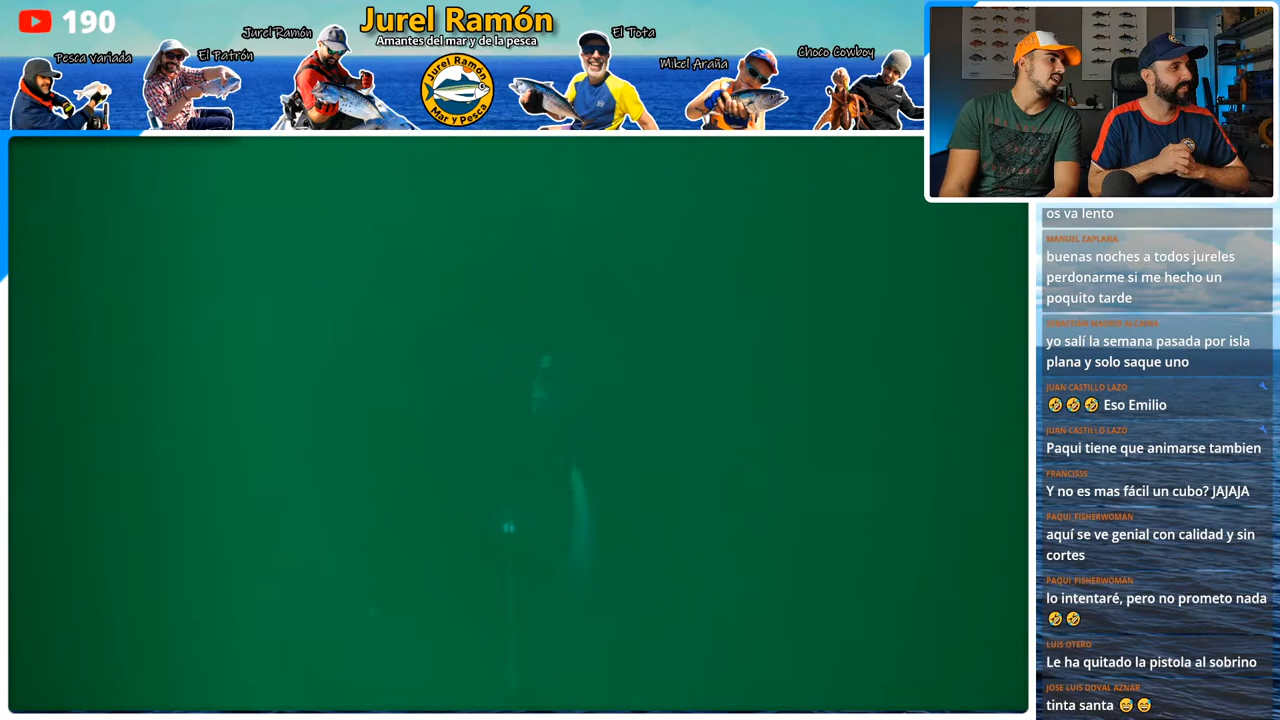 190
Jurel Ramón
Amantes del mar y de la pesca
Pesca variada
El Patrón
Jurel Ramón
Jurel Ramón
Mar y Pesca
El Tota
Mikel Araña
Choco Cowboy
os va lento
MANUEL ZAPLANA
buenas noches a todos jureles
perdonarme si me hecho un
poquito tarde
yo salí la semana pasada por isla
plana y solo saque uno
JUAN CASTILLO LAZO
🤣🤣🤣 Eso Emilio
JUAN CASTILLO LAZO
Paqui tiene que animarse tambien
FRANCISSS
Y no es mas fácil un cubo? JAJAJA
PAQUI FISHERWOMAN
aquí se ve genial con calidad y sin
cortes
PAQUI FISHERWOMAN
lo intentaré, pero no prometo nada
🤣🤣
LUIS OTERO
Le ha quitado la pistola al sobrino
JOSE LUIS DOVAL AZNAR
tinta santa 😄😄